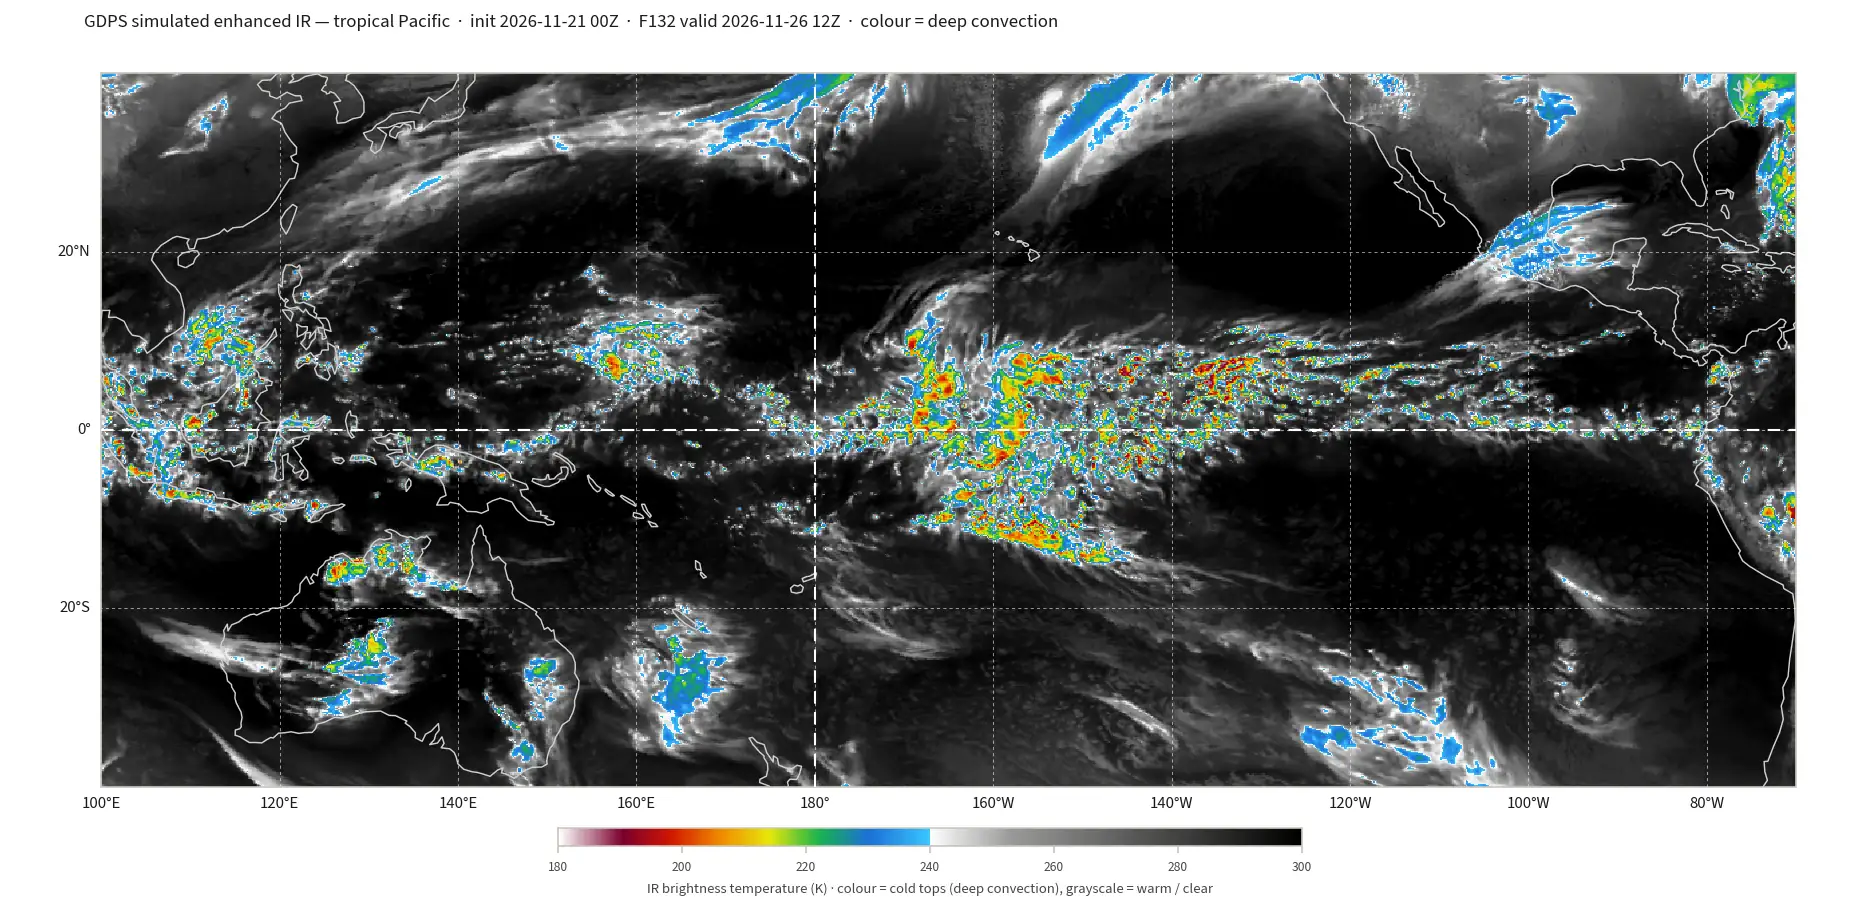 GDPS simulated enhanced IR — tropical Pacific · init 2026-11-21 00Z · F132 valid 2026-11-26 12Z · colour = deep convection
20°N
0°
20°S
100°E 120°E 140°E 160°E 180° 160°W 140°W 120°W 100°W 80°W
180 200 220 240 260 280 300
IR brightness temperature (K) · colour = cold tops (deep convection), grayscale = warm / clear